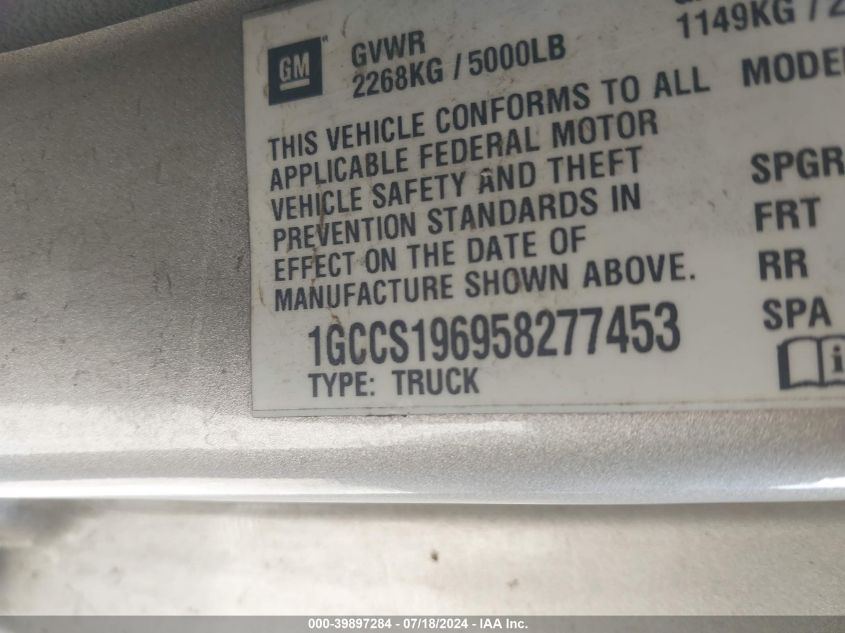 GM
GVWR
2268KG / 5000LB
1149KG / 2
THIS VEHICLE CONFORMS TO ALL
APPLICABLE FEDERAL MOTOR
VEHICLE SAFETY AND THEFT
PREVENTION STANDARDS IN
EFFECT ON THE DATE OF
MANUFACTURE SHOWN ABOVE.
1GCCS196958277453
TYPE: TRUCK
MODEL
SPGR
FRT
RR
SPA
i
000-39897284 - 07/18/2024 - IAA Inc.